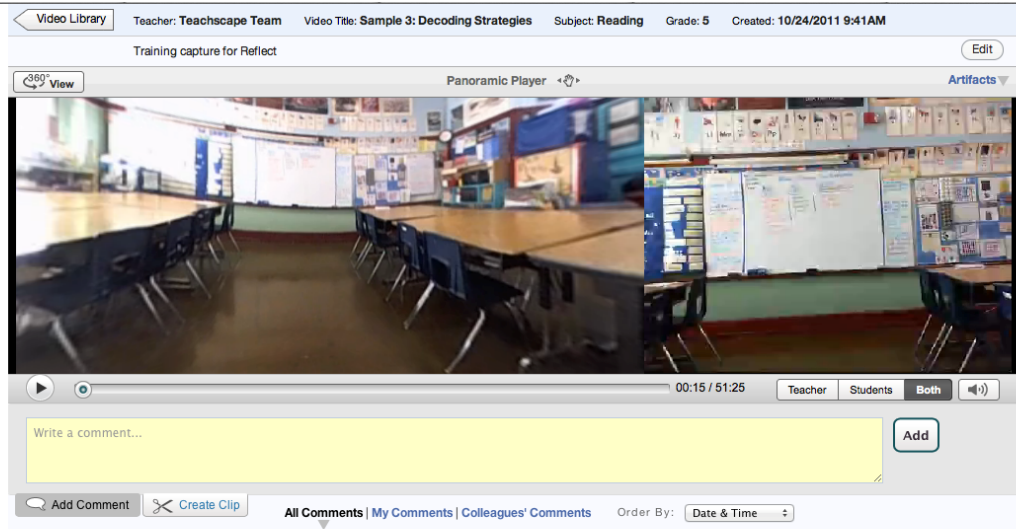 Video Library Teacher: Teachscape Team Video Title: Sample 3: Decoding Strategies Subject: Reading Grade: 5 Created: 10/24/2011 9:41AM
Training capture for Reflect Edit
360° View Panoramic Player Artifacts
00:15 / 51:25 Teacher Students Both
Write a comment...
Add
Add Comment Create Clip
All Comments | My Comments | Colleagues' Comments Order By: Date & Time